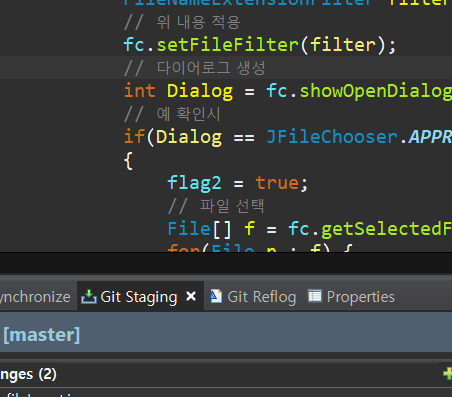 FileNameExtensionFilter filter
// 위 내용 적용
fc.setFileFilter(filter);
// 다이어로그 생성
int Dialog = fc.showOpenDialog
// 예 확인시
if(Dialog == JFileChooser.APPR
{
flag2 = true;
// 파일 선택
File[] f = fc.getSelectedF
for(File n : f) {
ynchronize Git Staging Git Reflog Properties
[master]
nges (2)